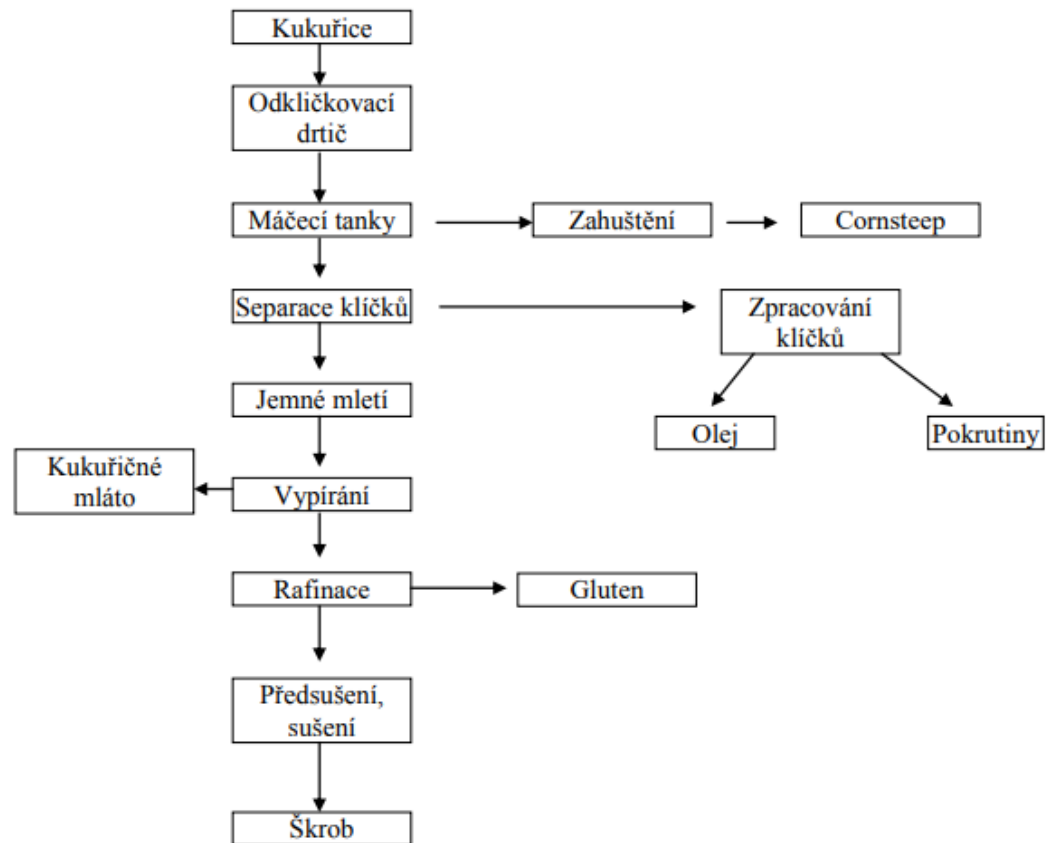 Kukuřice
Odkličkovací
drtič
Máčecí tanky
Zahuštění
Cornsteep
Separace klíčků
Zpracování
klíčků
Jemné mletí
Olej
Pokrutiny
Kukuřičné
mláto
Vypírání
Rafinace
Gluten
Předsušení,
sušení
Škrob